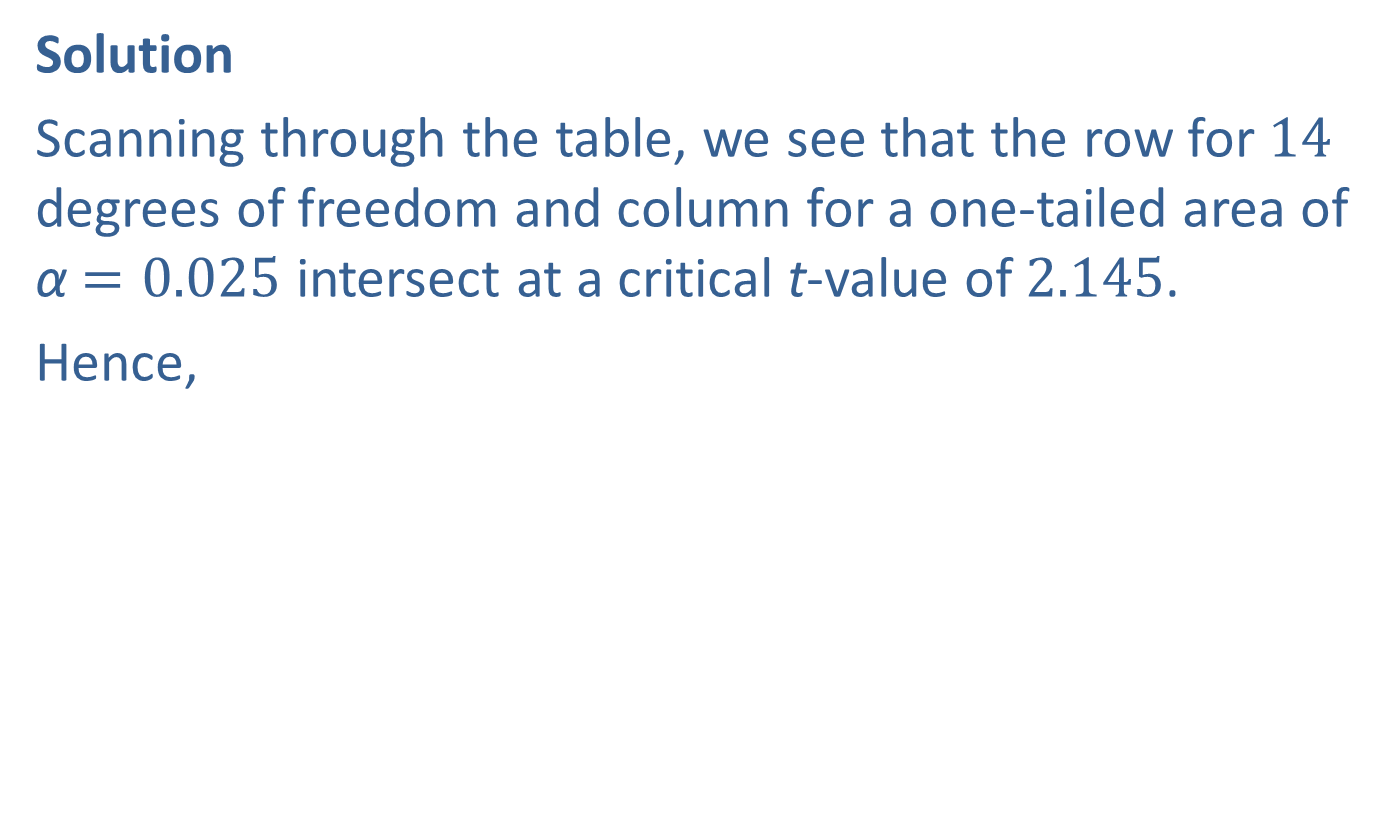 Solution
Scanning through the table, we see that the row for 14
degrees of freedom and column for a one-tailed area of
α = 0.025 intersect at a critical t-value of 2.145.
Hence,